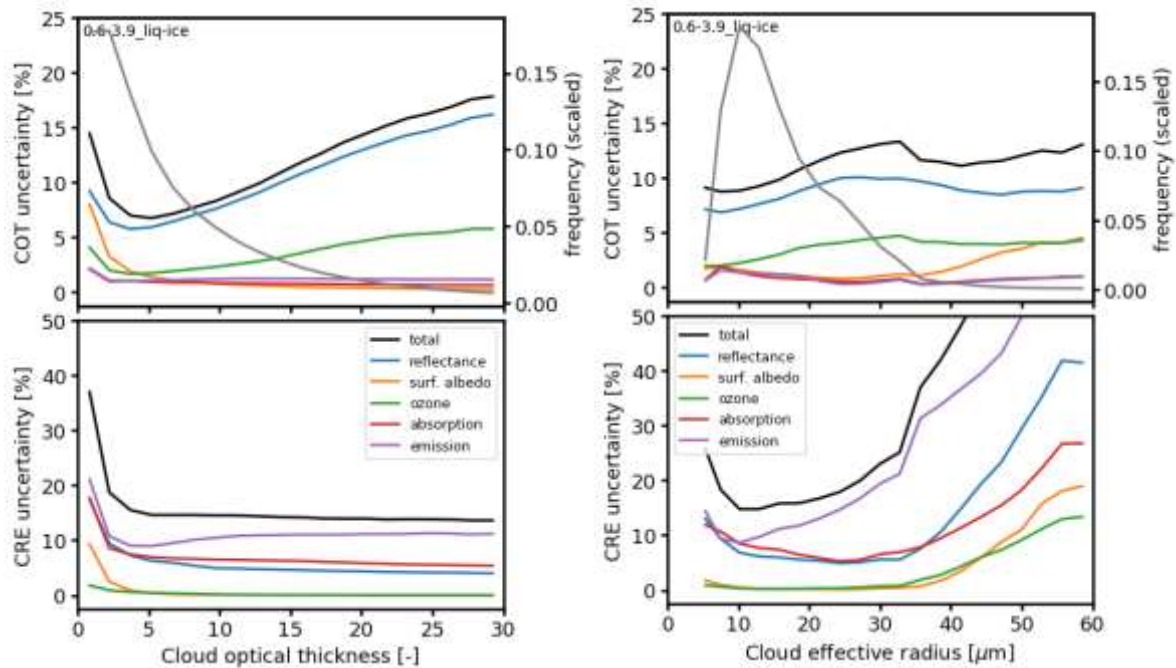 25
20
15
10
5
0
COT uncertainty [%]
0.6-3.9_liq-ice
0.15
0.10
0.05
0.00
frequency (scaled)
25
20
15
10
5
0
COT uncertainty [%]
0.6-3.9_liq-ice
0.15
0.10
0.05
0.00
frequency (scaled)
50
40
30
20
10
0
CRE uncertainty [%]
total
reflectance
surf. albedo
ozone
absorption
emission
0 5 10 15 20 25 30
Cloud optical thickness [-]
50
40
30
20
10
0
CRE uncertainty [%]
total
reflectance
surf. albedo
ozone
absorption
emission
0 10 20 30 40 50 60
Cloud effective radius [μm]